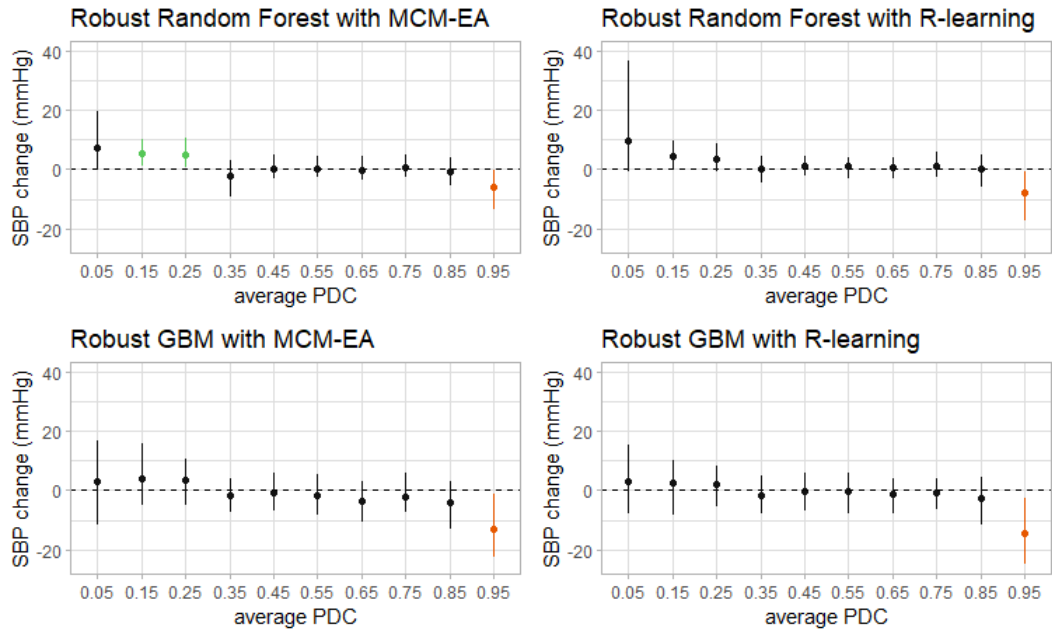 Robust Random Forest with MCM-EA
SBP change (mmHg)
40
20
0
-20
0.05 0.15 0.25 0.35 0.45 0.55 0.65 0.75 0.85 0.95
average PDC
Robust Random Forest with R-learning
SBP change (mmHg)
40
20
0
-20
0.05 0.15 0.25 0.35 0.45 0.55 0.65 0.75 0.85 0.95
average PDC
Robust GBM with MCM-EA
SBP change (mmHg)
40
20
0
-20
0.05 0.15 0.25 0.35 0.45 0.55 0.65 0.75 0.85 0.95
average PDC
Robust GBM with R-learning
SBP change (mmHg)
40
20
0
-20
0.05 0.15 0.25 0.35 0.45 0.55 0.65 0.75 0.85 0.95
average PDC